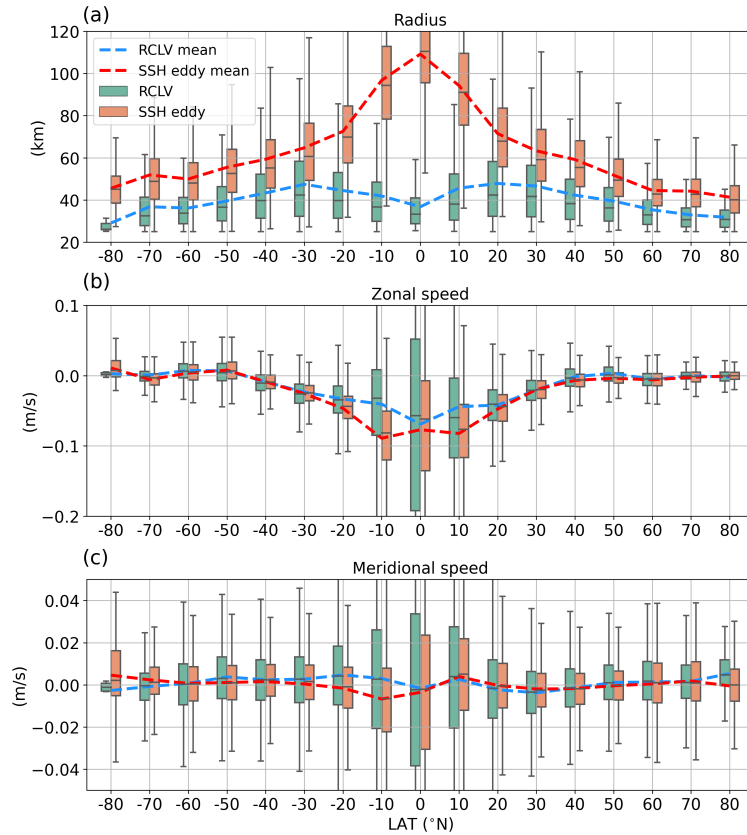 (a)
Radius
120
100
80
60
40
20
(km)
RCLV mean
SSH eddy mean
RCLV
SSH eddy
-80 -70 -60 -50 -40 -30 -20 -10 0 10 20 30 40 50 60 70 80
(b)
Zonal speed
0.1
0.0
−0.1
−0.2
(m/s)
-80 -70 -60 -50 -40 -30 -20 -10 0 10 20 30 40 50 60 70 80
(c)
Meridional speed
0.04
0.02
0.00
−0.02
−0.04
(m/s)
-80 -70 -60 -50 -40 -30 -20 -10 0 10 20 30 40 50 60 70 80
LAT (°N)